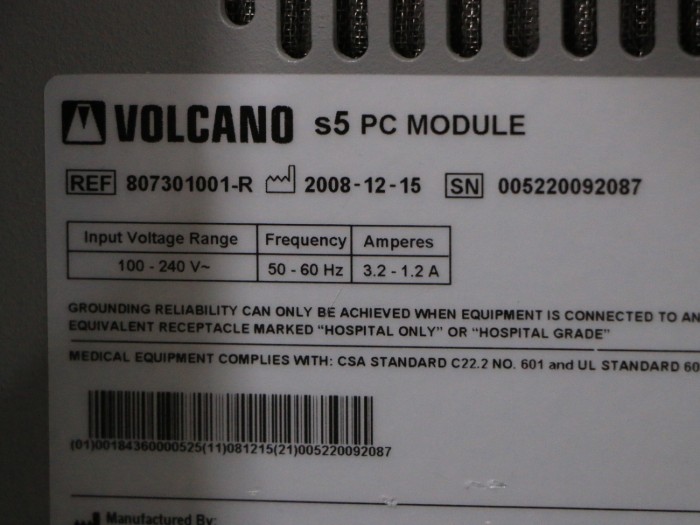 VOLCANO s5 PC MODULE
REF 807301001-R 2008-12-15 SN 005220092087
Input Voltage Range Frequency Amperes
100 - 240 V~ 50 - 60 Hz 3.2 - 1.2 A
GROUNDING RELIABILITY CAN ONLY BE ACHIEVED WHEN EQUIPMENT IS CONNECTED TO AN
EQUIVALENT RECEPTACLE MARKED "HOSPITAL ONLY" OR "HOSPITAL GRADE"
MEDICAL EQUIPMENT COMPLIES WITH: CSA STANDARD C22.2 NO. 601 and UL STANDARD 60
(01)00184360000525(11)081215(21)005220092087
Manufactured By: